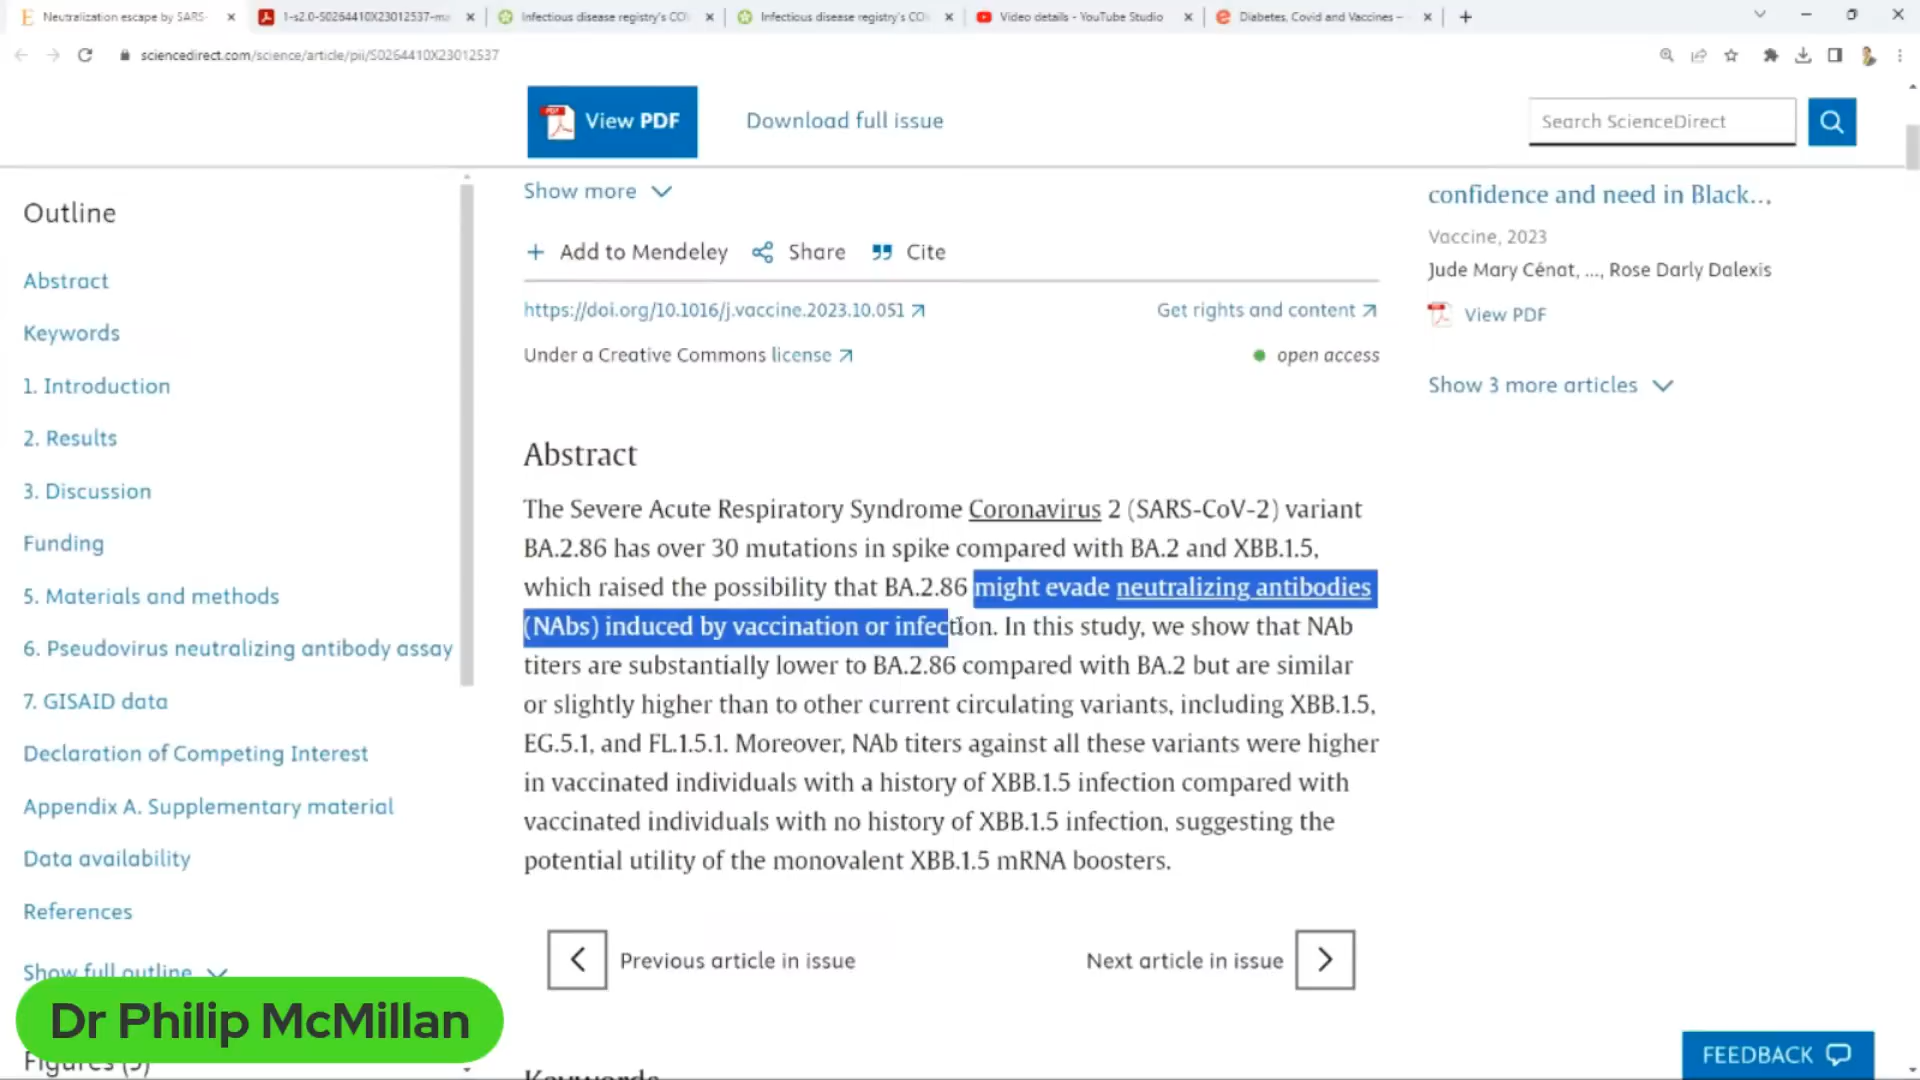 Neutralization escape by SARS-
1-s2.0-S0264410X23012537-ma
Infectious disease registry's CO
Infectious disease registry's CO
Video details - YouTube Studio
Diabetes, Covid and Vaccines –
sciencedirect.com/science/article/pii/S0264410X23012537
View PDF
Download full issue
Search ScienceDirect
Outline
Abstract
Keywords
1. Introduction
2. Results
3. Discussion
Funding
5. Materials and methods
6. Pseudovirus neutralizing antibody assay
7. GISAID data
Declaration of Competing Interest
Appendix A. Supplementary material
Data availability
References
Show full outline
Figures (3)
Dr Philip McMillan
Show more
Add to Mendeley
Share
Cite
https://doi.org/10.1016/j.vaccine.2023.10.051
Get rights and content
Under a Creative Commons license
open access
Abstract
The Severe Acute Respiratory Syndrome Coronavirus 2 (SARS-CoV-2) variant
BA.2.86 has over 30 mutations in spike compared with BA.2 and XBB.1.5,
which raised the possibility that BA.2.86 might evade neutralizing antibodies
(NAbs) induced by vaccination or infection. In this study, we show that NAb
titers are substantially lower to BA.2.86 compared with BA.2 but are similar
or slightly higher than to other current circulating variants, including XBB.1.5,
EG.5.1, and FL.1.5.1. Moreover, NAb titers against all these variants were higher
in vaccinated individuals with a history of XBB.1.5 infection compared with
vaccinated individuals with no history of XBB.1.5 infection, suggesting the
potential utility of the monovalent XBB.1.5 mRNA boosters.
Previous article in issue
Next article in issue
Keywords
confidence and need in Black...,
Vaccine, 2023
Jude Mary Cénat, ..., Rose Darly Dalexis
View PDF
Show 3 more articles
FEEDBACK